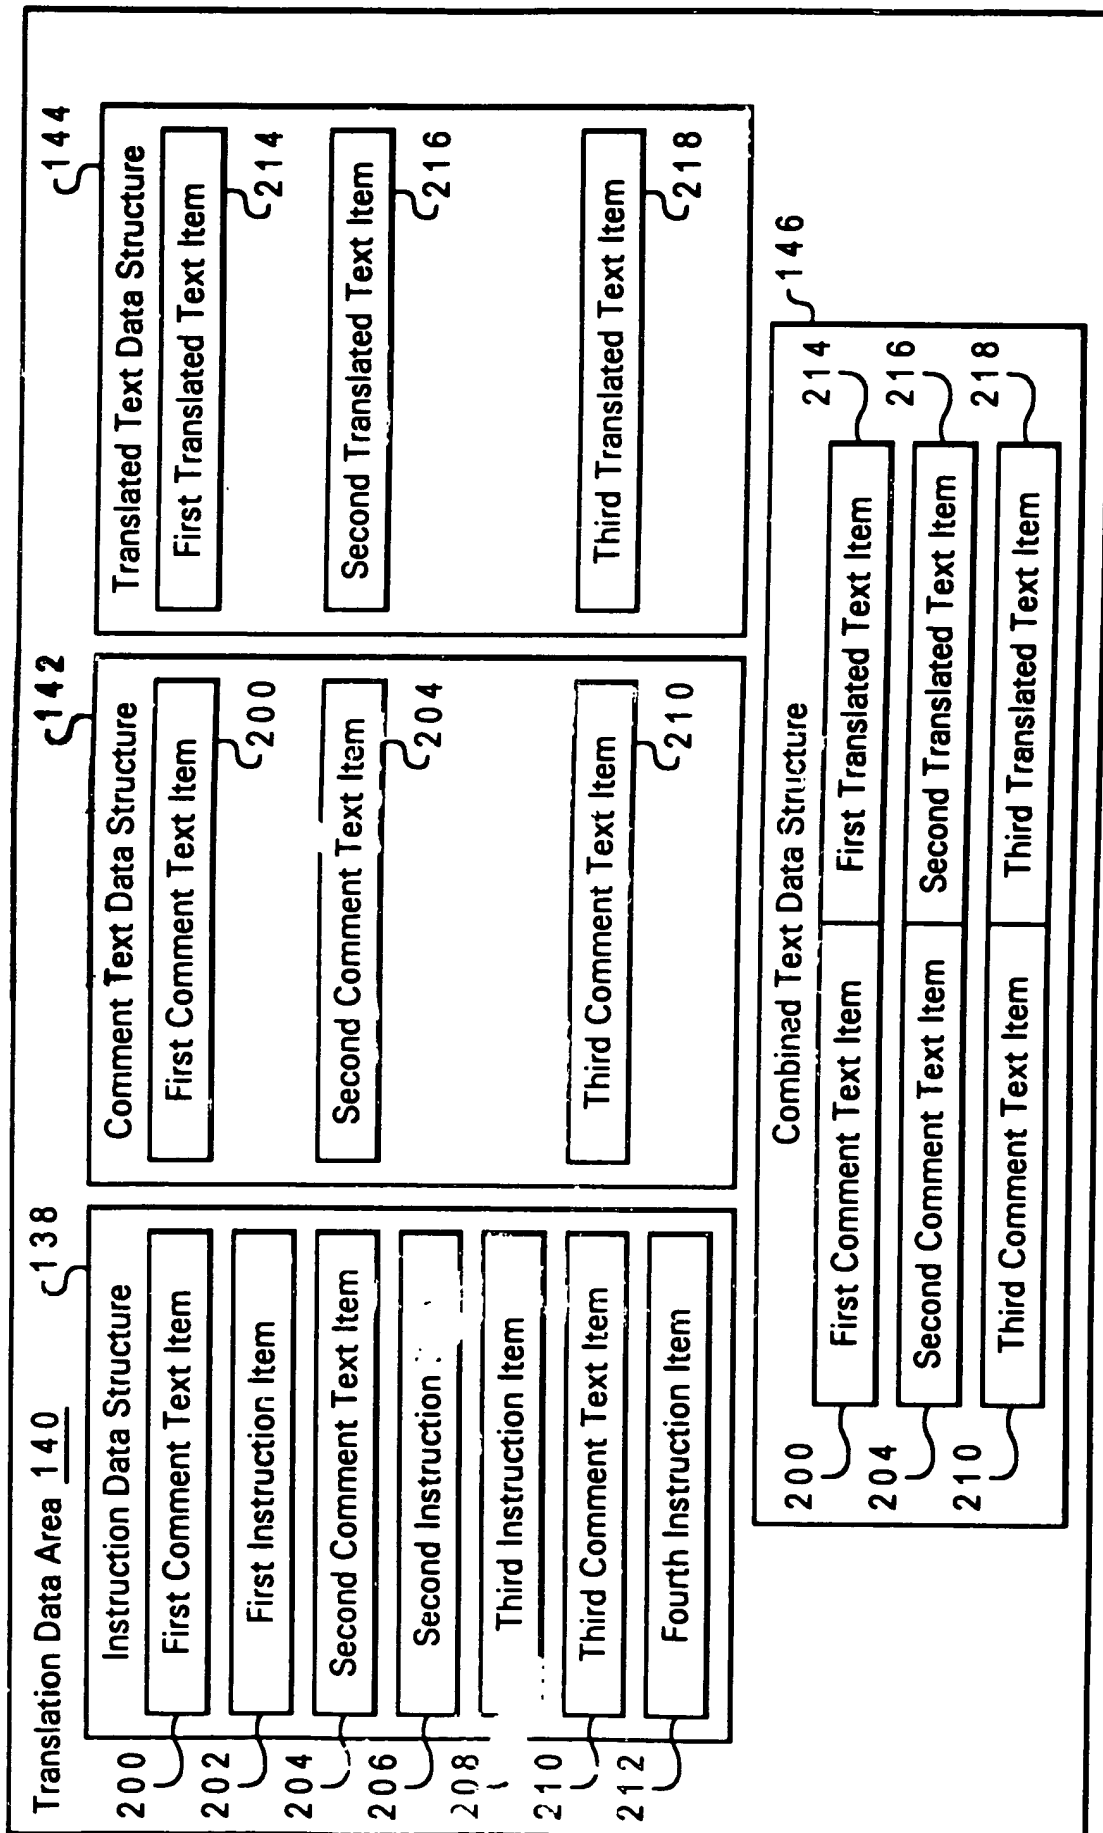 Translation Data Area 140
138
Instruction Data Structure
200
First Comment Text Item
202
First Instruction Item
204
Second Comment Text Item
206
Second Instruction
208
Third Instruction Item
210
Third Comment Text Item
212
Fourth Instruction Item
142
Comment Text Data Structure
First Comment Text Item
200
Second Comment Text Item
204
Third Comment Text Item
210
144
Translated Text Data Structure
First Translated Text Item
214
Second Translated Text Item
216
Third Translated Text Item
218
146
Combined Text Data Structure
200 First Comment Text Item First Translated Text Item 214
204 Second Comment Text Item Second Translated Text Item 216
210 Third Comment Text Item Third Translated Text Item 218